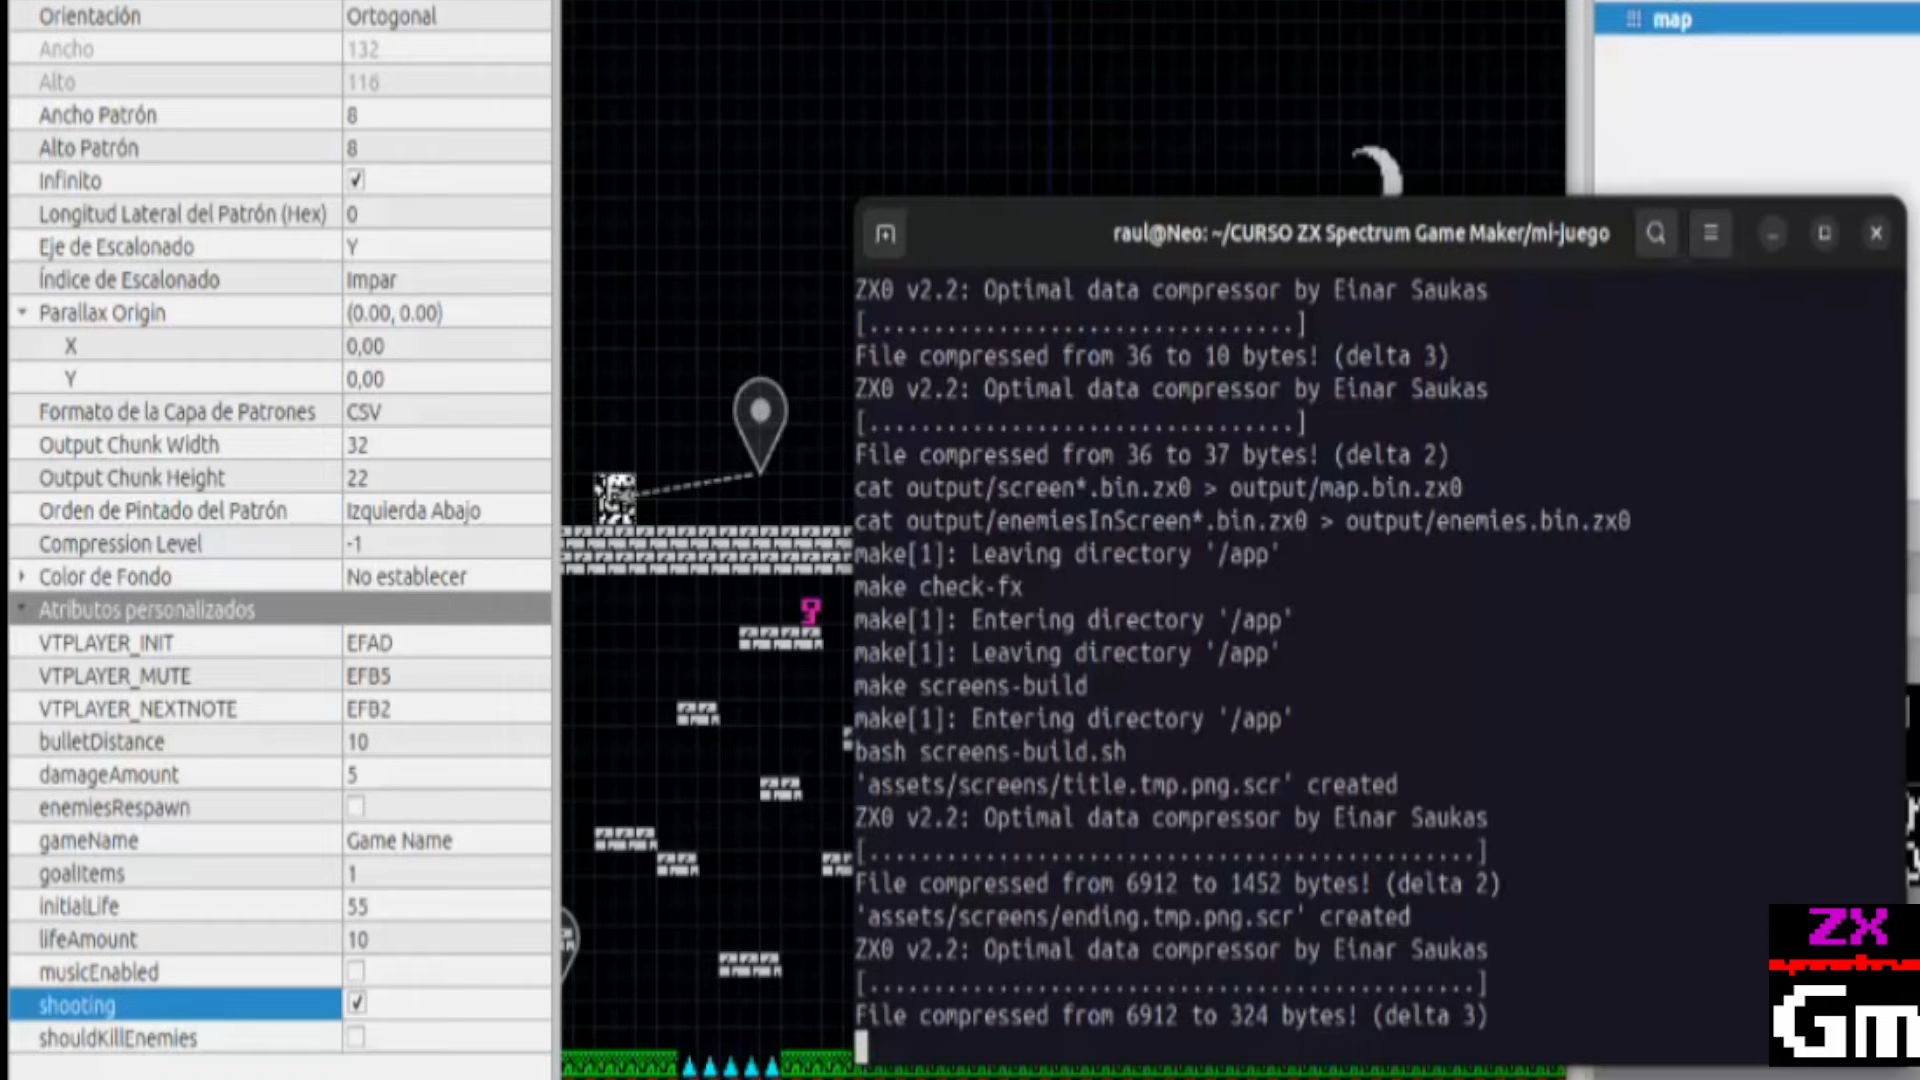 Orientación Ortogonal
Ancho 132
Alto 116
Ancho Patrón 8
Alto Patrón 8
Infinito
Longitud Lateral del Patrón (Hex) 0
Eje de Escalonado Y
Índice de Escalonado Impar
Parallax Origin (0.00, 0.00)
X 0,00
Y 0,00
Formato de la Capa de Patrones CSV
Output Chunk Width 32
Output Chunk Height 22
Orden de Pintado del Patrón Izquierda Abajo
Compression Level -1
Color de Fondo No establecer
Atributos personalizados
VTPLAYER_INIT EFAD
VTPLAYER_MUTE EFB5
VTPLAYER_NEXTNOTE EFB2
bulletDistance 10
damageAmount 5
enemiesRespawn
gameName Game Name
goalItems 1
initialLife 55
lifeAmount 10
musicEnabled
shooting
shouldKillEnemies
map
raul@Neo: ~/CURSO ZX Spectrum Game Maker/mi-juego
ZX0 v2.2: Optimal data compressor by Einar Saukas
[..................................]
File compressed from 36 to 10 bytes! (delta 3)
ZX0 v2.2: Optimal data compressor by Einar Saukas
[..................................]
File compressed from 36 to 37 bytes! (delta 2)
cat output/screen*.bin.zx0 > output/map.bin.zx0
cat output/enemiesInScreen*.bin.zx0 > output/enemies.bin.zx0
make[1]: Leaving directory '/app'
make check-fx
make[1]: Entering directory '/app'
make[1]: Leaving directory '/app'
make screens-build
make[1]: Entering directory '/app'
bash screens-build.sh
'assets/screens/title.tmp.png.scr' created
ZX0 v2.2: Optimal data compressor by Einar Saukas
[...............................................]
File compressed from 6912 to 1452 bytes! (delta 2)
'assets/screens/ending.tmp.png.scr' created
ZX0 v2.2: Optimal data compressor by Einar Saukas
[...............................................]
File compressed from 6912 to 324 bytes! (delta 3)
ZX
Gm